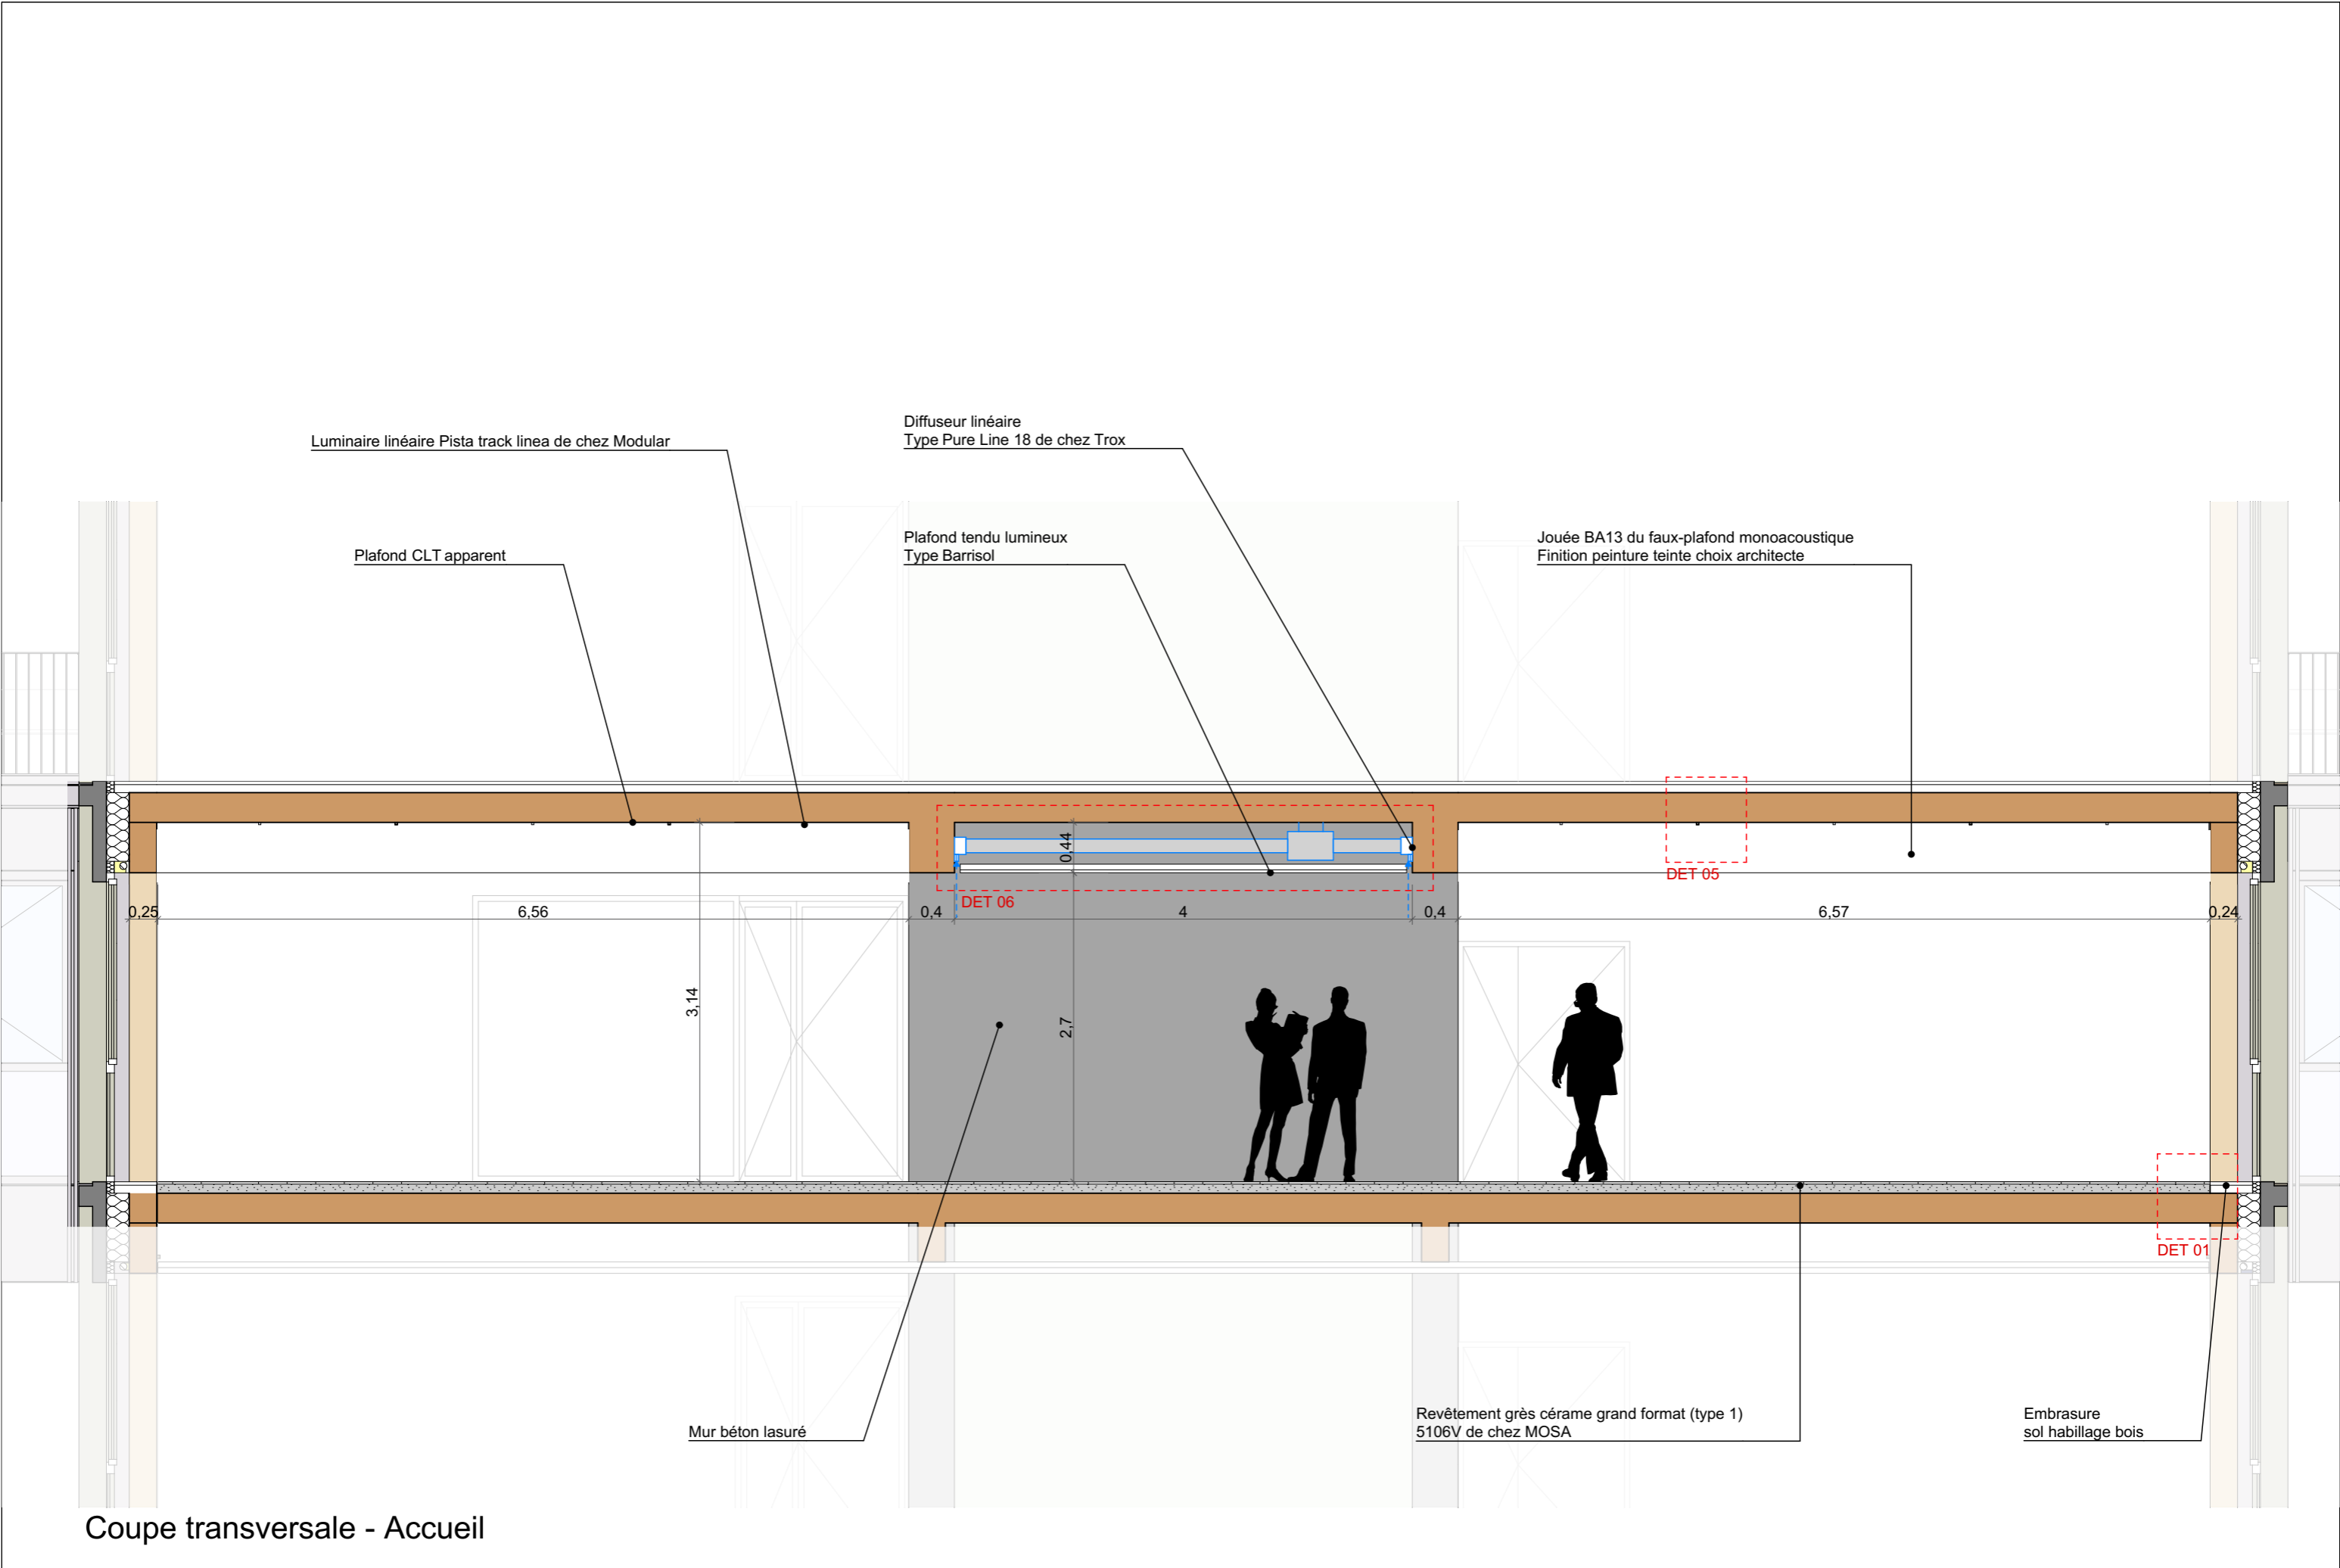 Diffuseur linéaire
Type Pure Line 18 de chez Trox
Luminaire linéaire Pista track linea de chez Modular
Plafond CLT apparent
Plafond tendu lumineux
Type Barrisol
Jouée BA13 du faux-plafond monoacoustique
Finition peinture teinte choix architecte
0,44
DET 05
DET 06
0,25
6,56
0,4
4
0,4
6,57
0,24
3,14
2,7
DET 01
Mur béton lasuré
Revêtement grès cérame grand format (type 1)
5106V de chez MOSA
Embrasure
sol habillage bois
Coupe transversale - Accueil